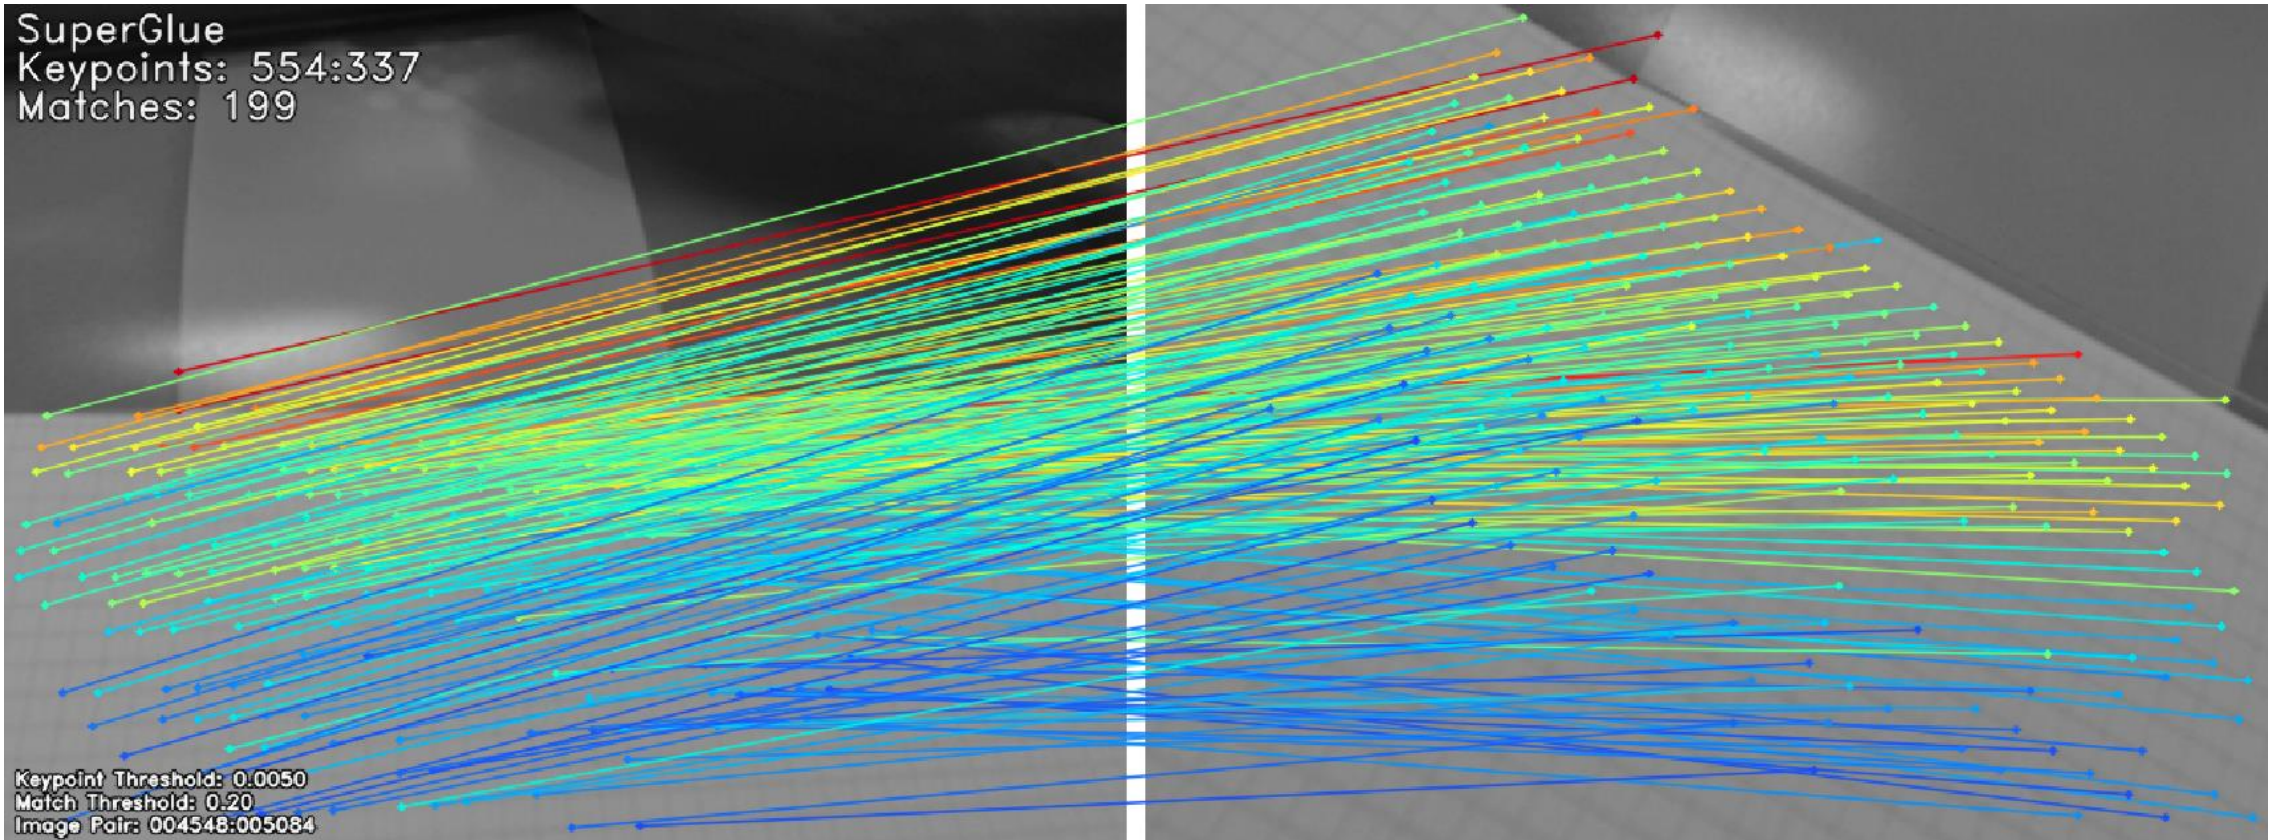 SuperGlue
Keypoints: 554:337
Matches: 199
Keypoint Threshold: 0.0050
Match Threshold: 0.20
Image Pair: 004548:005084